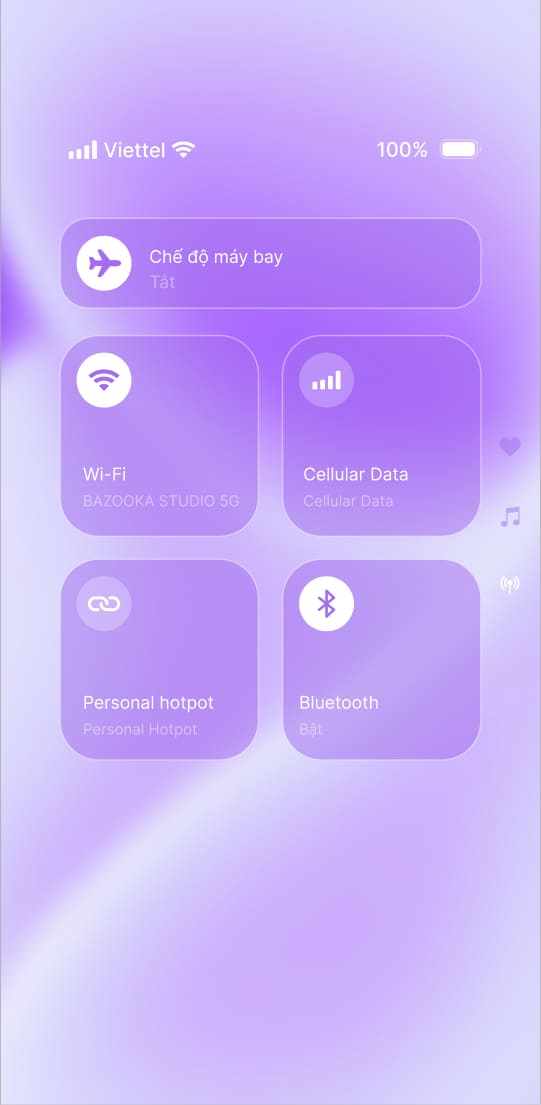 Viettel 100%
Chế độ máy bay
Tắt
Wi-Fi
BAZOOKA STUDIO 5G
Cellular Data
Cellular Data
Personal hotpot
Personal Hotpot
Bluetooth
Bật